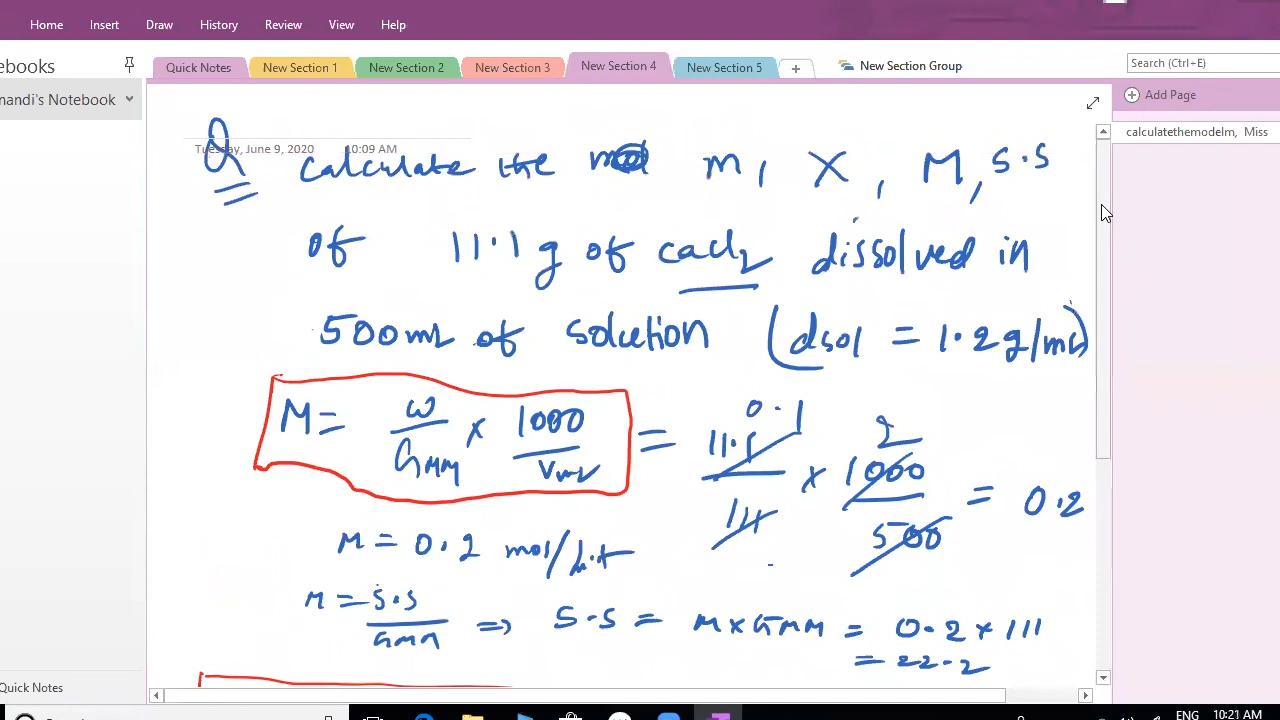 Home Insert Draw History Review View Help
ebooks
Quick Notes New Section 1 New Section 2 New Section 3 New Section 4 New Section 5 + New Section Group Search (Ctrl+E)
nandi's Notebook
Add Page
calculatethemodelm, Miss
Tuesday, June 9, 2020 10:09 AM
Q calculate the m, X, M, S.S
of 11.1 g of cacl2 dissolved in
500ml of solution (dsol = 1.2 g/ml)
M = w/GMM × 1000/Vml = 11.1/111 × 1000/500 = 0.2
0.1 2
M = 0.2 mol/lit
M = S.S/GMM ⇒ S.S = M × GMM = 0.2 × 111
= 22.2
Quick Notes
ENG 10:21 AM